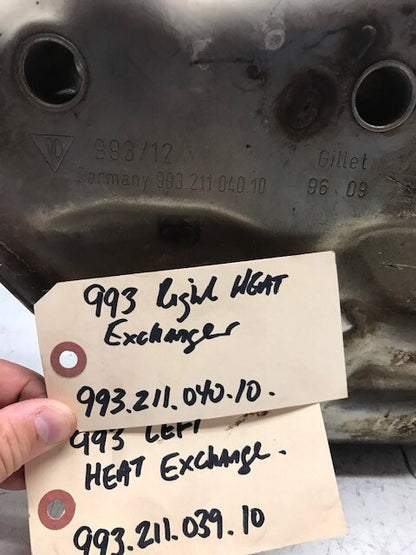 993/12
Gillet
Germany 993.211 040.10
96.09
993 Right HEAT
Exchanger
993.211.040.10.
993 LEFT
HEAT Exchange.
993.211.039.10